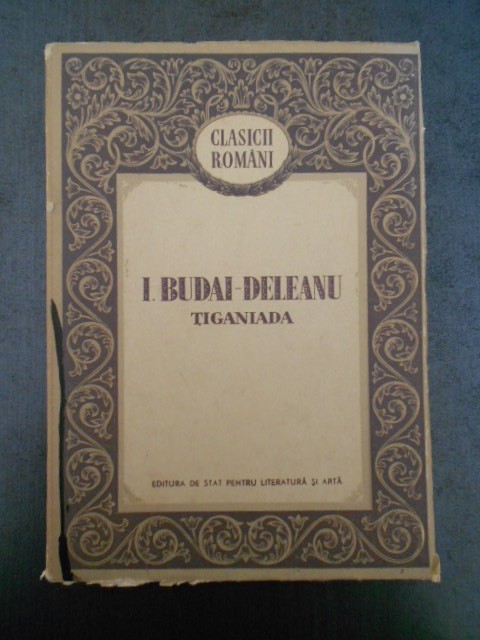 CLASICII
ROMÂNI
I. BUDAI-DELEANU
ȚIGANIADA
EDITURA DE STAT PENTRU LITERATURĂ ȘI ARTĂ